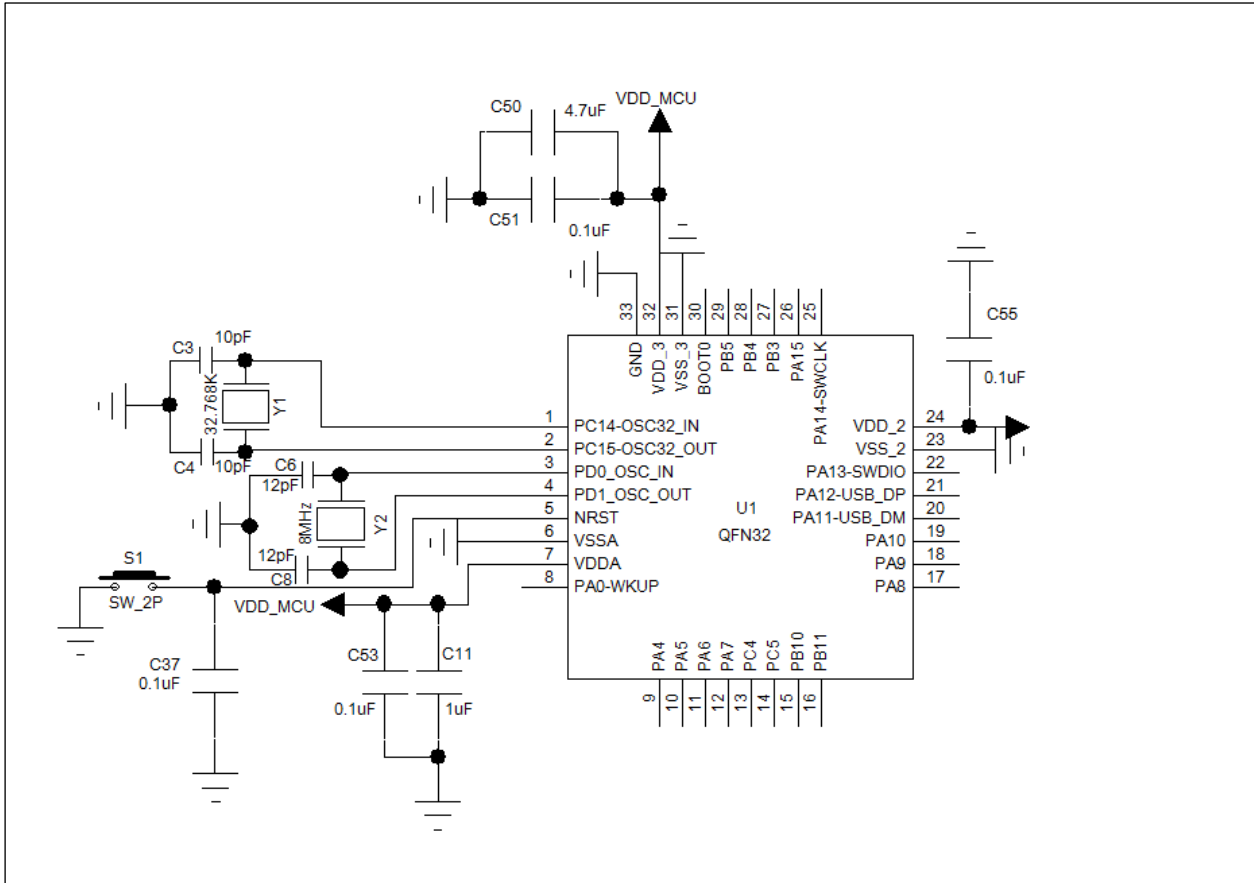 C50
4.7uF
VDD_MCU
C51
0.1uF
33
32
31
30
29
28
27
26
25
GND
VDD_3
VSS_3
BOOT0
PB5
PB4
PB3
PA15
PA14-SWCLK
C55
0.1uF
C3
10pF
32.768K
Y1
C4
10pF
C6
12pF
8MHz
Y2
12pF
C8
S1
SW_2P
C37
0.1uF
VDD_MCU
C53
0.1uF
C11
1uF
1 PC14-OSC32_IN
2 PC15-OSC32_OUT
3 PD0_OSC_IN
4 PD1_OSC_OUT
5 NRST
6 VSSA
7 VDDA
8 PA0-WKUP
U1
QFN32
VDD_2 24
VSS_2 23
PA13-SWDIO 22
PA12-USB_DP 21
PA11-USB_DM 20
PA10 19
PA9 18
PA8 17
PA4
PA5
PA6
PA7
PC4
PC5
PB10
PB11
9
10
11
12
13
14
15
16